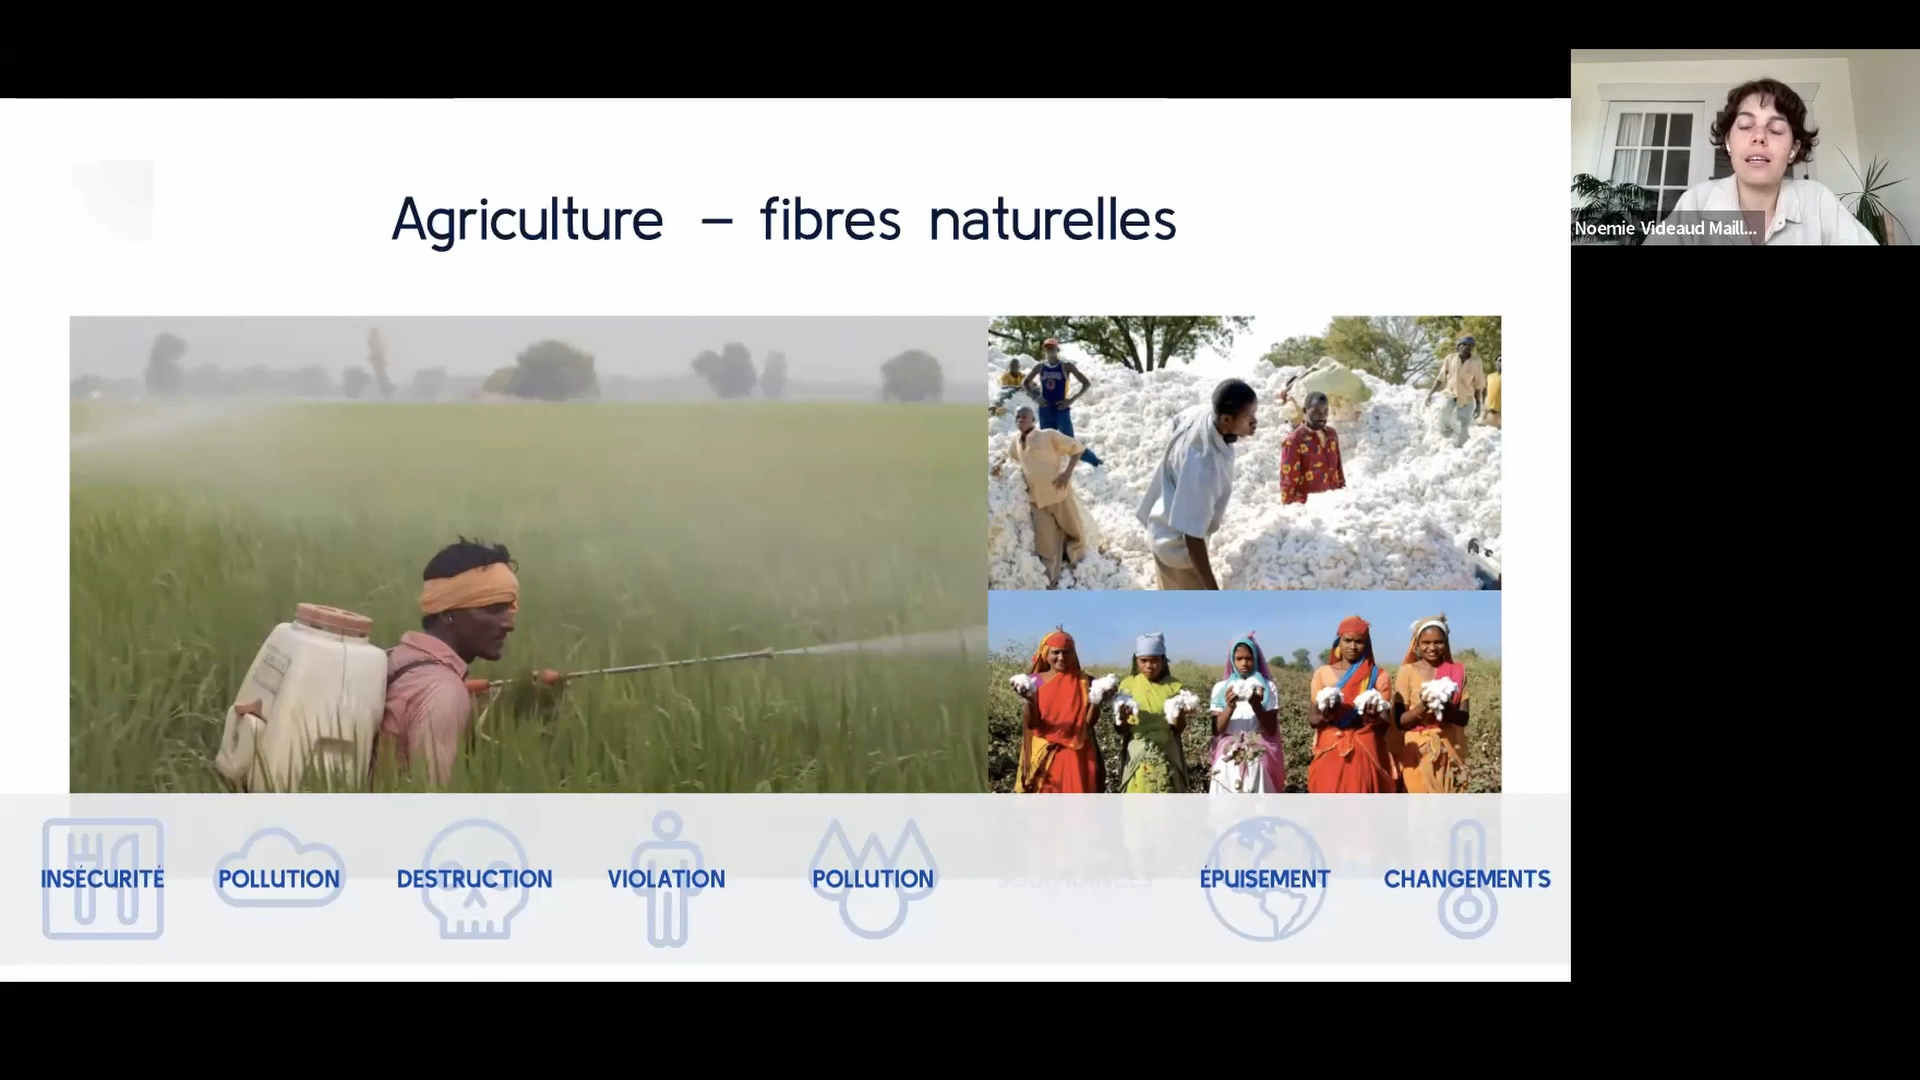 Agriculture – fibres naturelles
Noemie Videaud Maill...
INSÉCURITÉ
POLLUTION
DESTRUCTION
VIOLATION
POLLUTION
ÉPUISEMENT
CHANGEMENTS